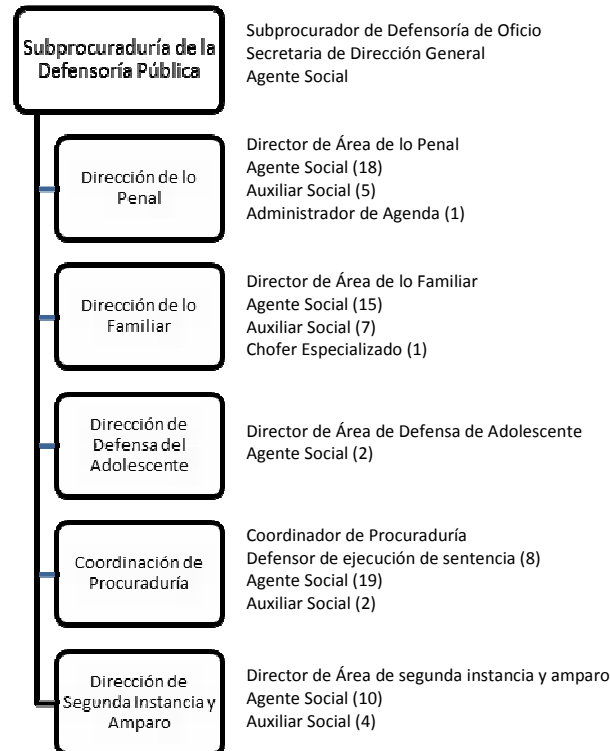 Subprocuraduría de la
Defensoría Pública
Subprocurador de Defensoría de Oficio
Secretaria de Dirección General
Agente Social
Dirección de lo
Penal
Director de Área de lo Penal
Agente Social (18)
Auxiliar Social (5)
Administrador de Agenda (1)
Dirección de lo
Familiar
Director de Área de lo Familiar
Agente Social (15)
Auxiliar Social (7)
Chofer Especializado (1)
Dirección de
Defensa del
Adolescente
Director de Área de Defensa de Adolescente
Agente Social (2)
Coordinación de
Procuraduría
Coordinador de Procuraduría
Defensor de ejecución de sentencia (8)
Agente Social (19)
Auxiliar Social (2)
Dirección de
Segunda Instancia y
Amparo
Director de Área de segunda instancia y amparo
Agente Social (10)
Auxiliar Social (4)